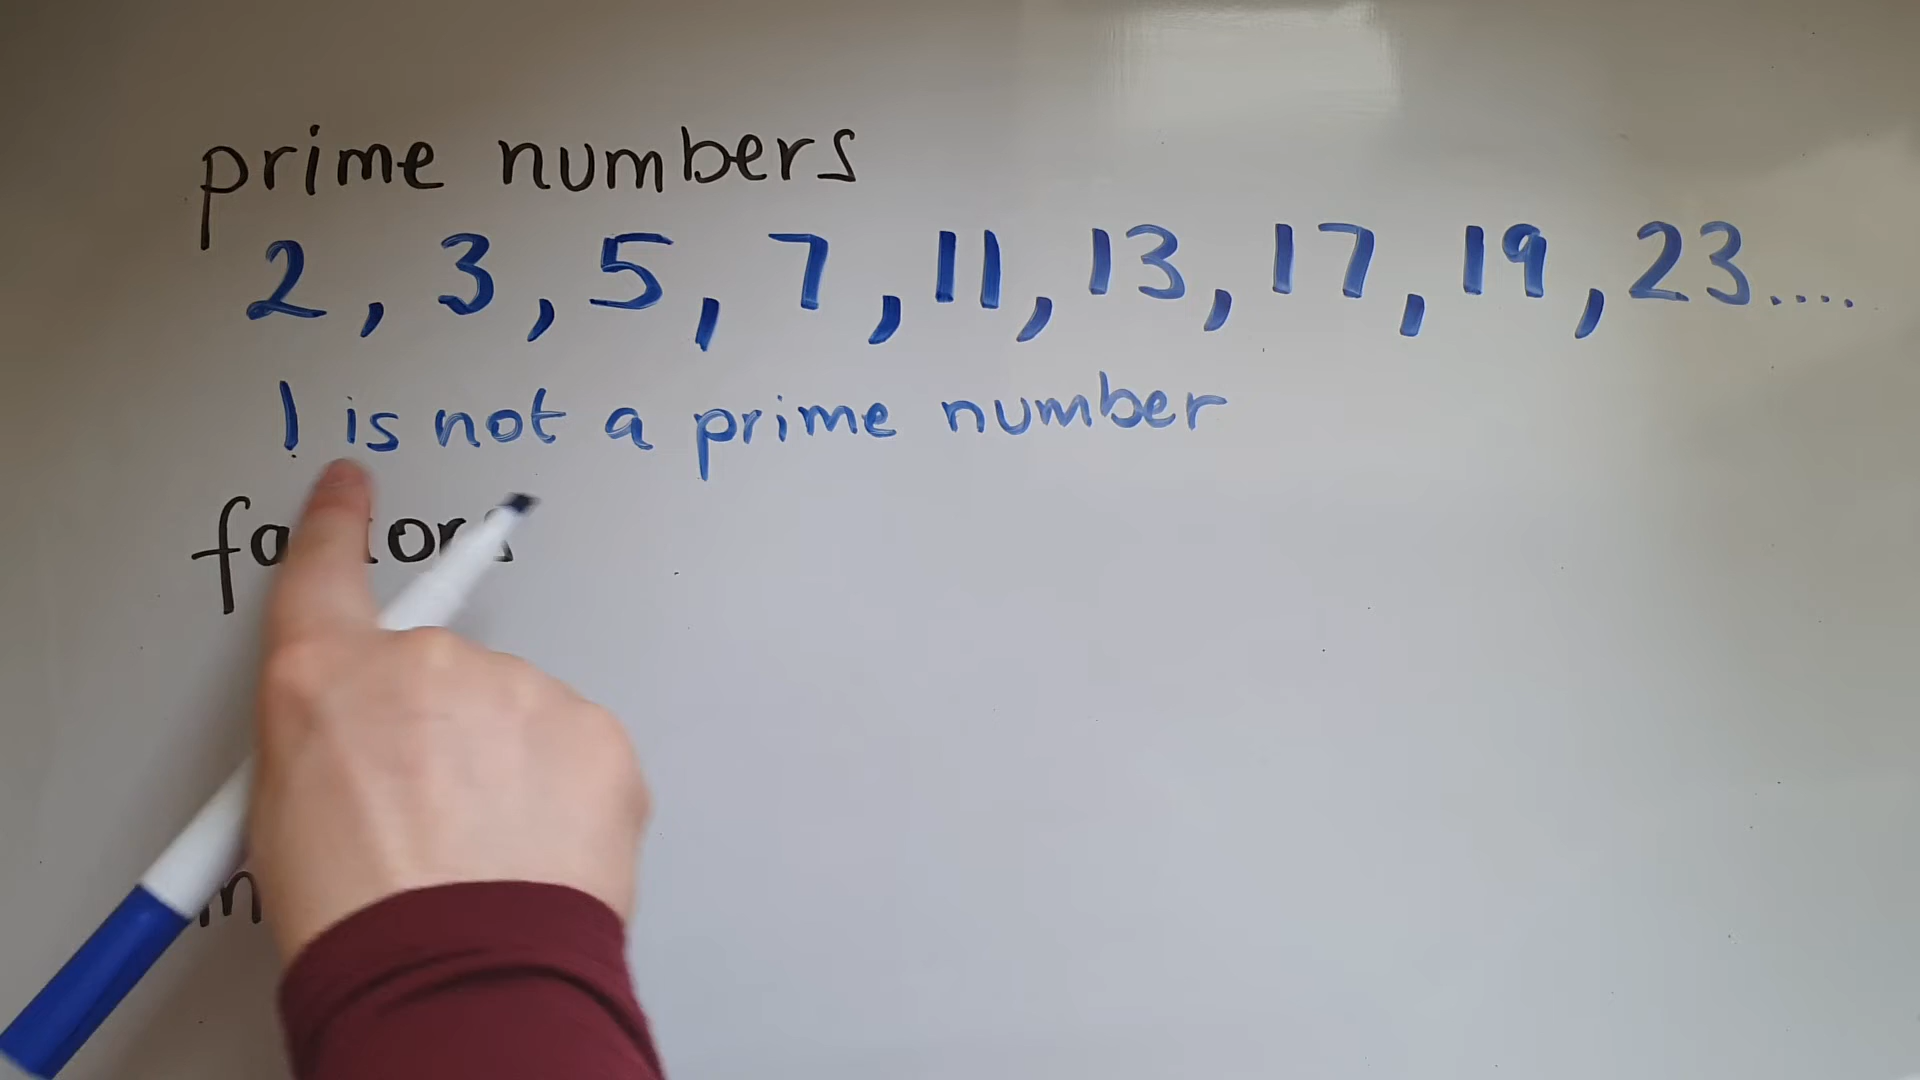 prime numbers
2, 3, 5, 7, 11, 13, 17, 19, 23....
1 is not a prime number